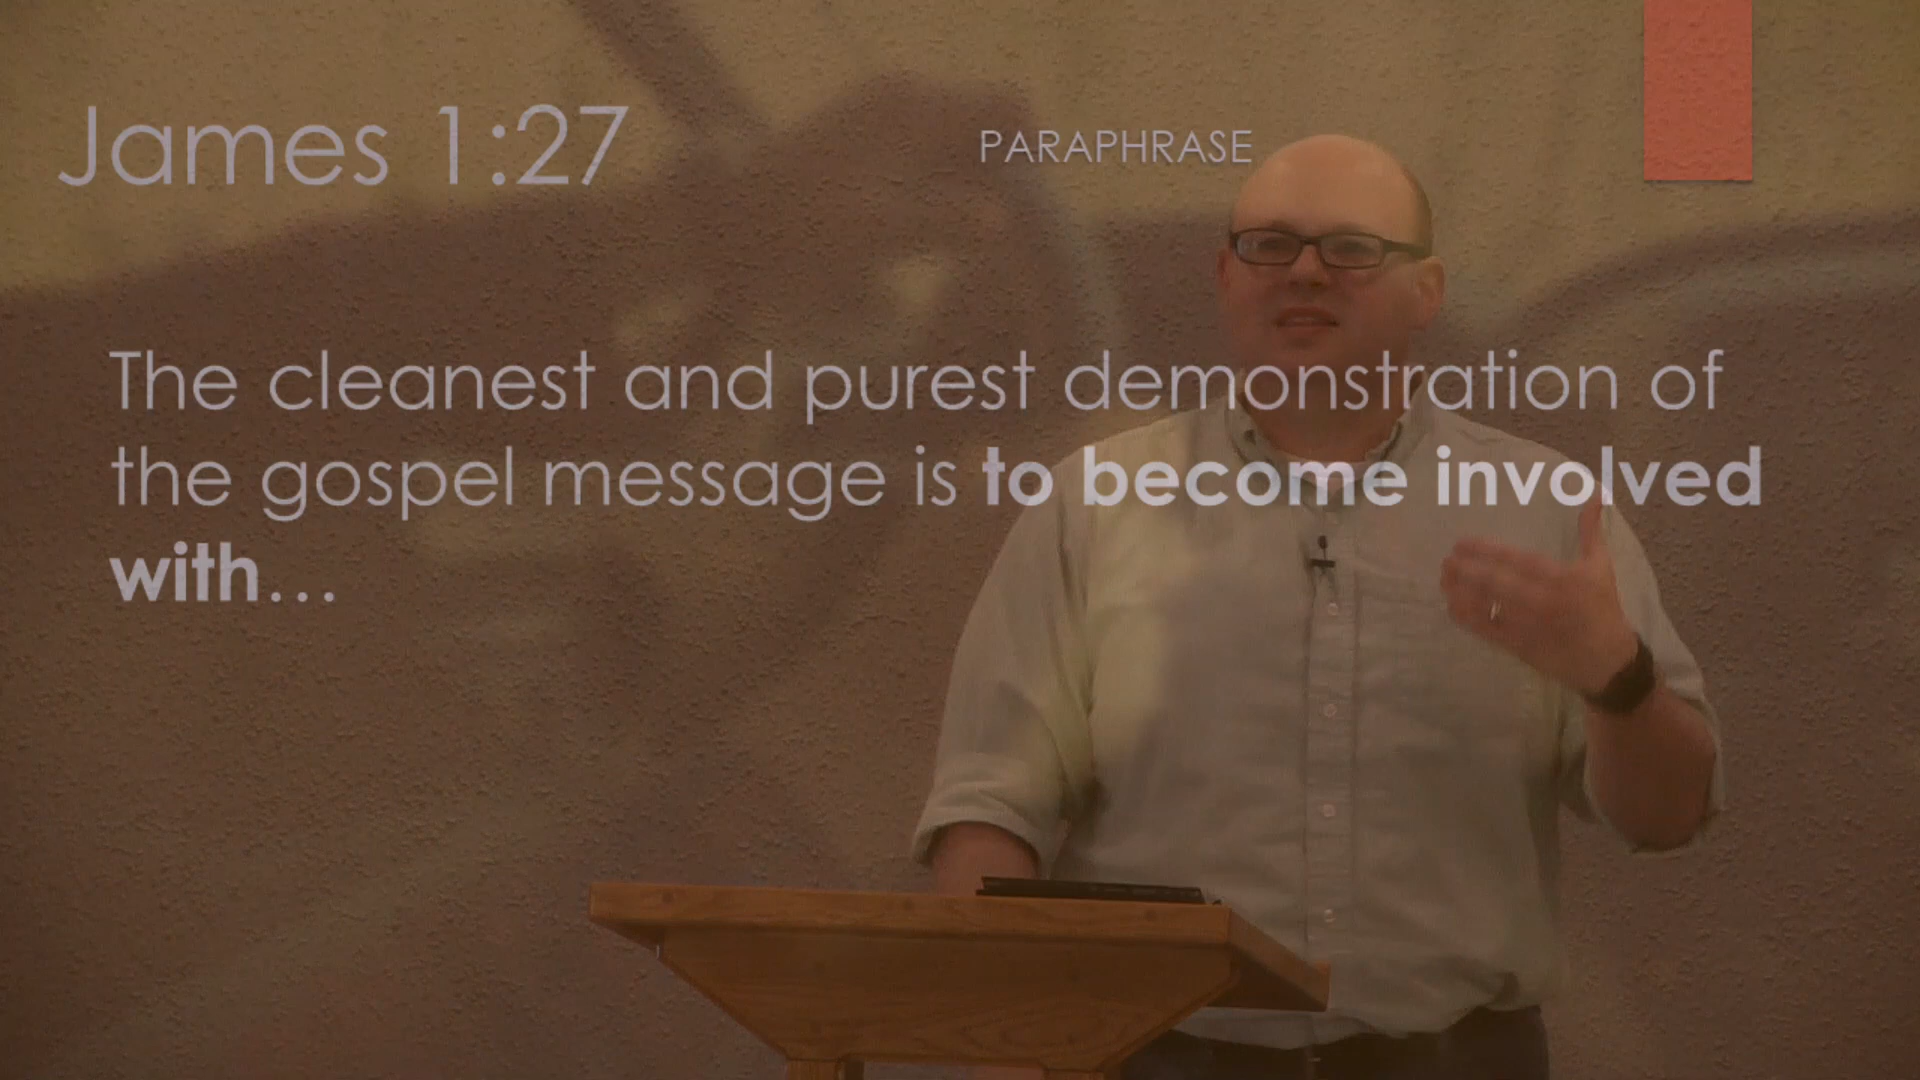 James 1:27
PARAPHRASE
The cleanest and purest demonstration of
the gospel message is to become involved
with…